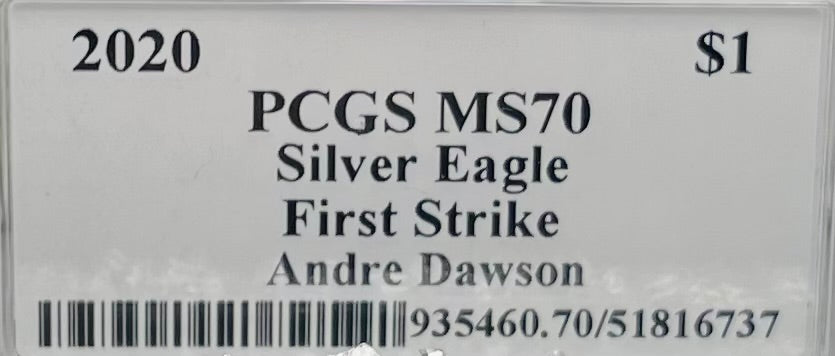 2020 $1
PCGS MS70
Silver Eagle
First Strike
Andre Dawson
935460.70/51816737